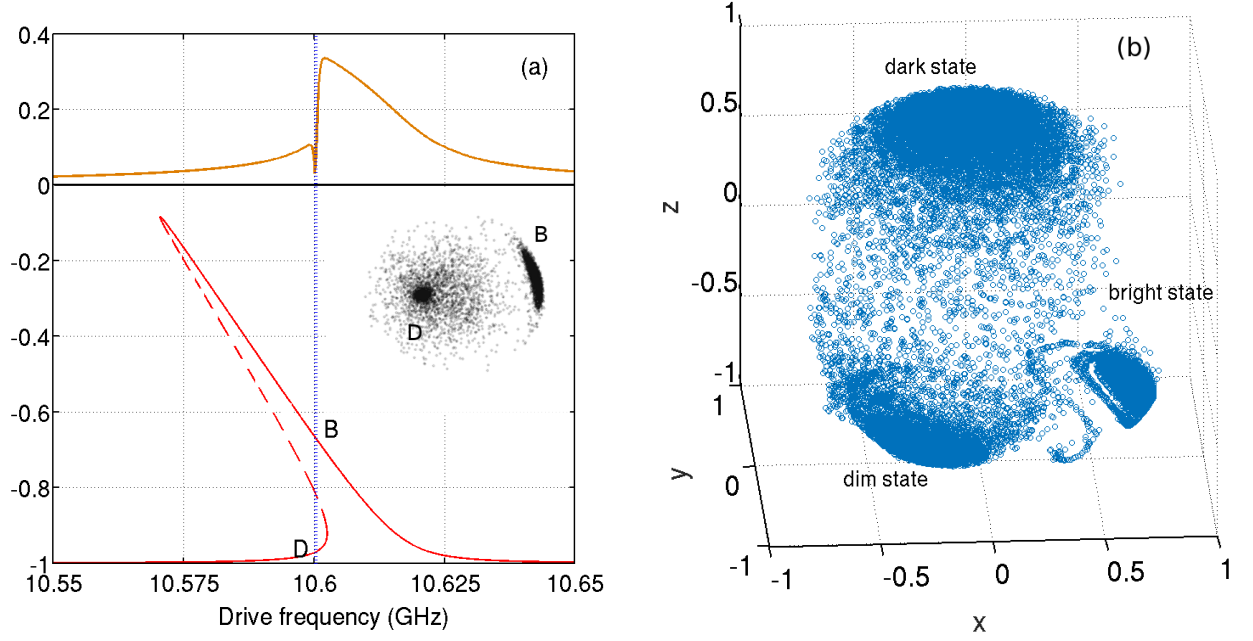 (a)
0.4
0.2
0
-0.2
-0.4
-0.6
-0.8
-1
B
D
B
D
10.55 10.575 10.6 10.625 10.65
Drive frequency (GHz)
(b)
1
0.5
0
-0.5
-1
z
dark state
bright state
dim state
1
0
-1
y
-1 -0.5 0 0.5 1
x